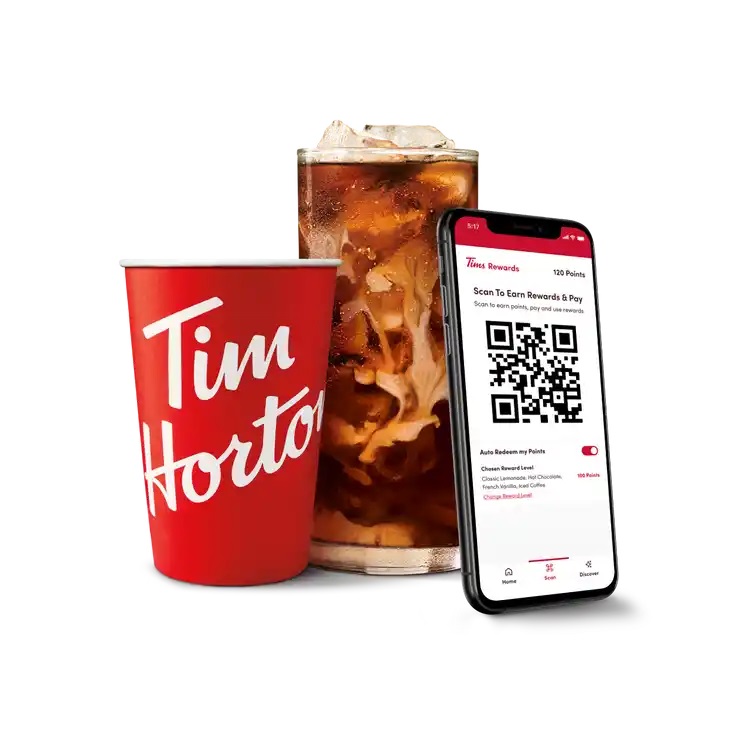 Tim
Horto
5:17
Tims Rewards
120 Points
Scan To Earn Rewards & Pay
Scan to earn points, pay and use rewards
Auto Redeem my Points
Chosen Reward Level
Classic Lemonade, Hot Chocolate,
100 Points
French Vanilla, Iced Coffee
Change Reward Level
Home
Scan
Discover